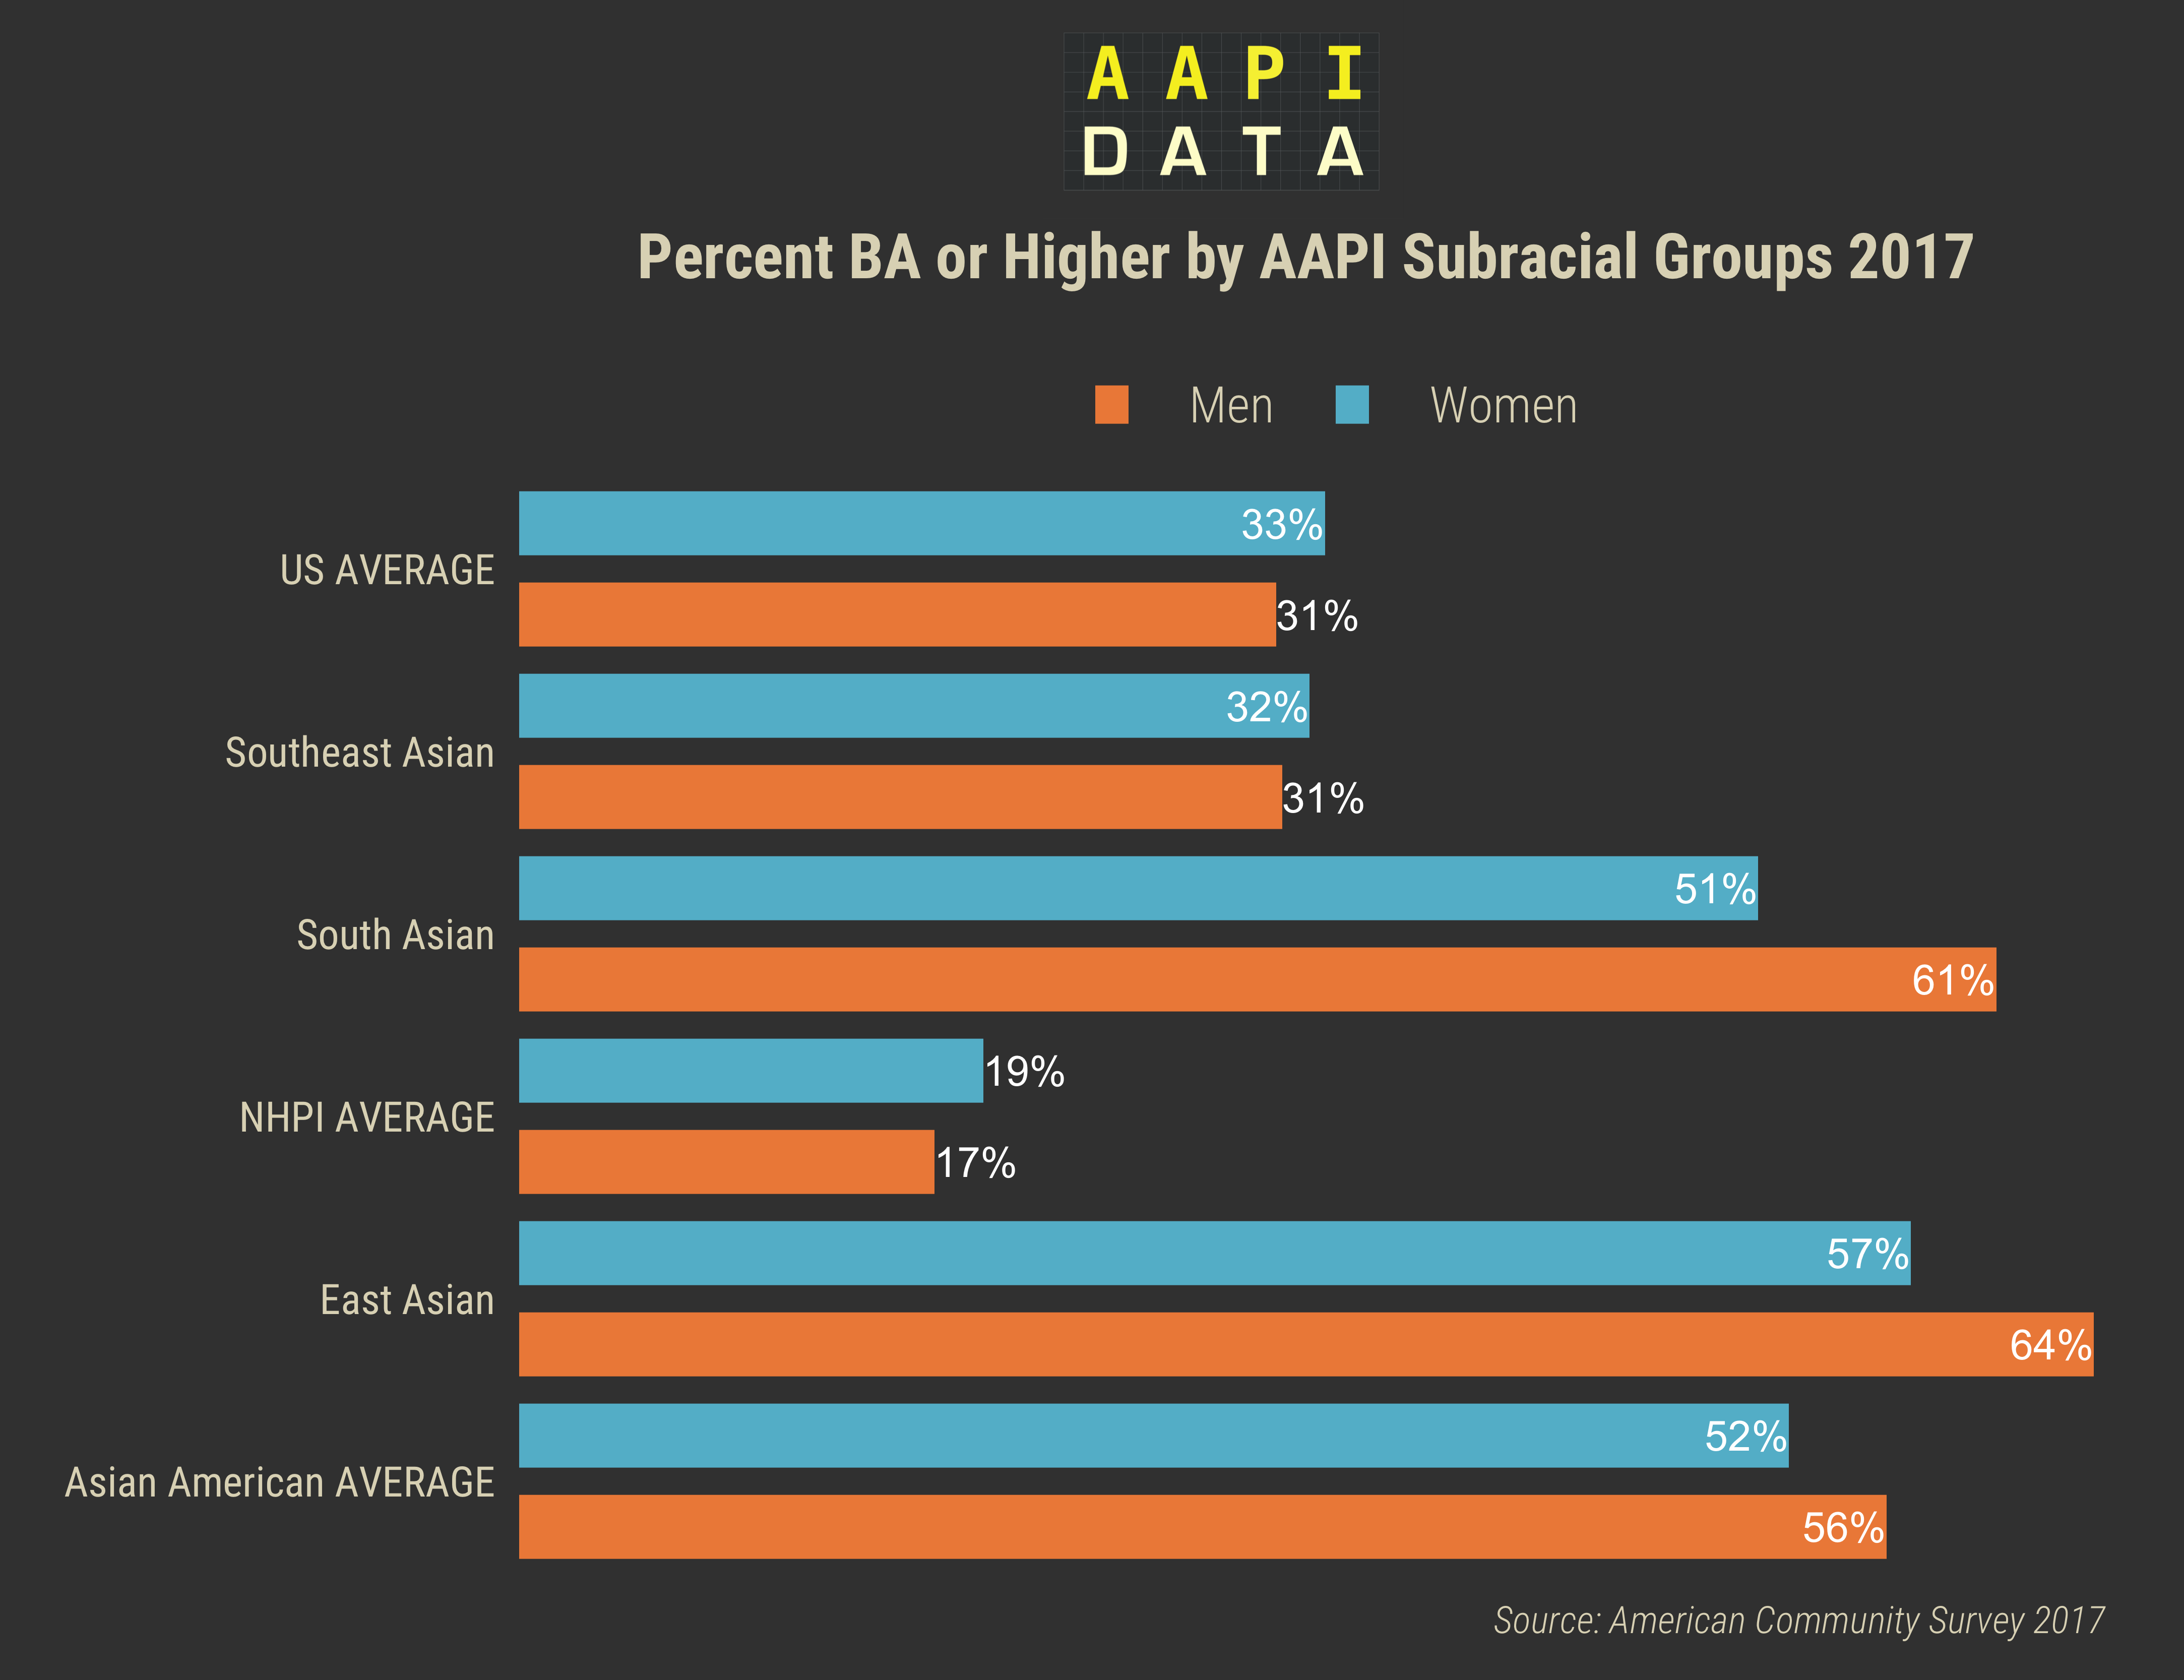 AAPI
DATA
Percent BA or Higher by AAPI Subracial Groups 2017
Men Women
33%
US AVERAGE
31%
32%
Southeast Asian
31%
51%
South Asian
61%
19%
NHPI AVERAGE
17%
57%
East Asian
64%
52%
Asian American AVERAGE
56%
Source: American Community Survey 2017